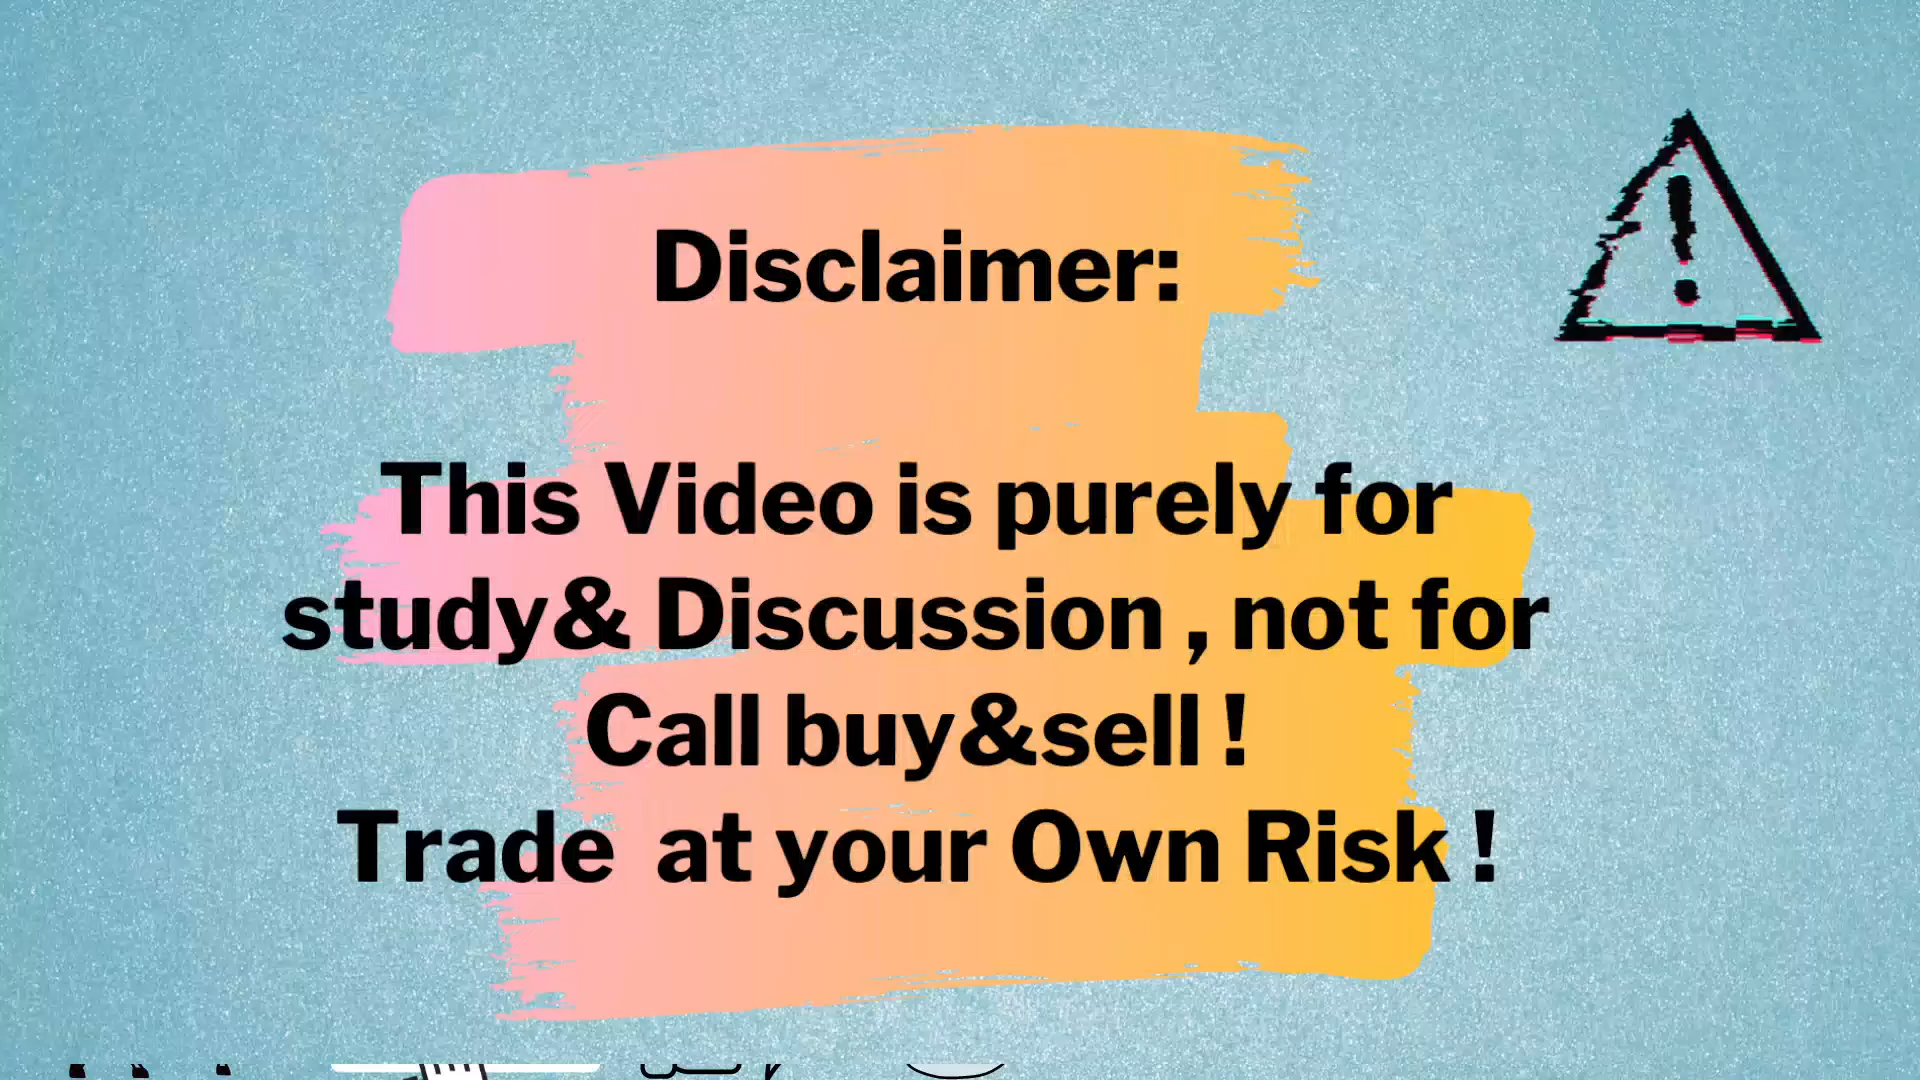 Disclaimer:
This Video is purely for
study& Discussion , not for
Call buy&sell !
Trade  at your Own Risk !